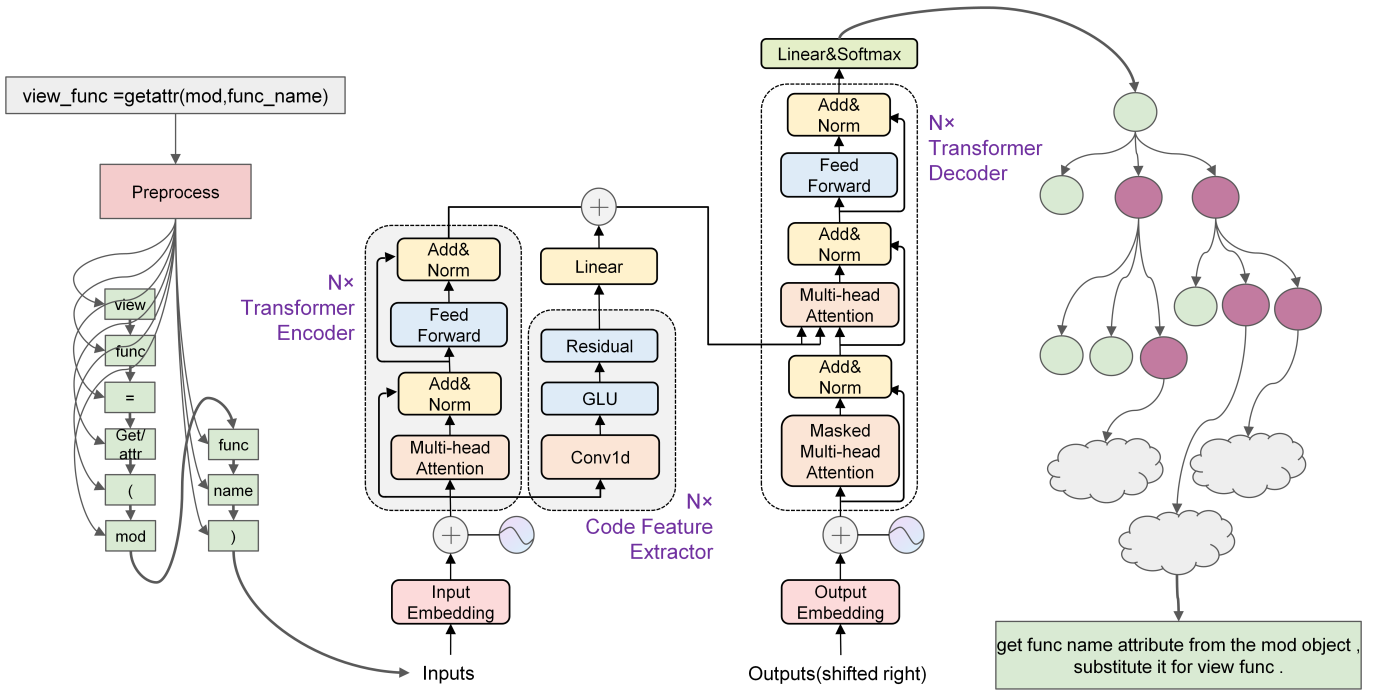 view_func =getattr(mod,func_name)
Preprocess
view
func
=
Get/
attr
(
mod
func
name
)
Inputs
Input
Embedding
Multi-head
Attention
Add&
Norm
Feed
Forward
Add&
Norm
N×
Transformer
Encoder
Conv1d
GLU
Residual
Linear
N×
Code Feature
Extractor
Outputs(shifted right)
Output
Embedding
Masked
Multi-head
Attention
Add&
Norm
Multi-head
Attention
Add&
Norm
Feed
Forward
Add&
Norm
Linear&Softmax
N×
Transformer
Decoder
get func name attribute from the mod object ,
substitute it for view func .